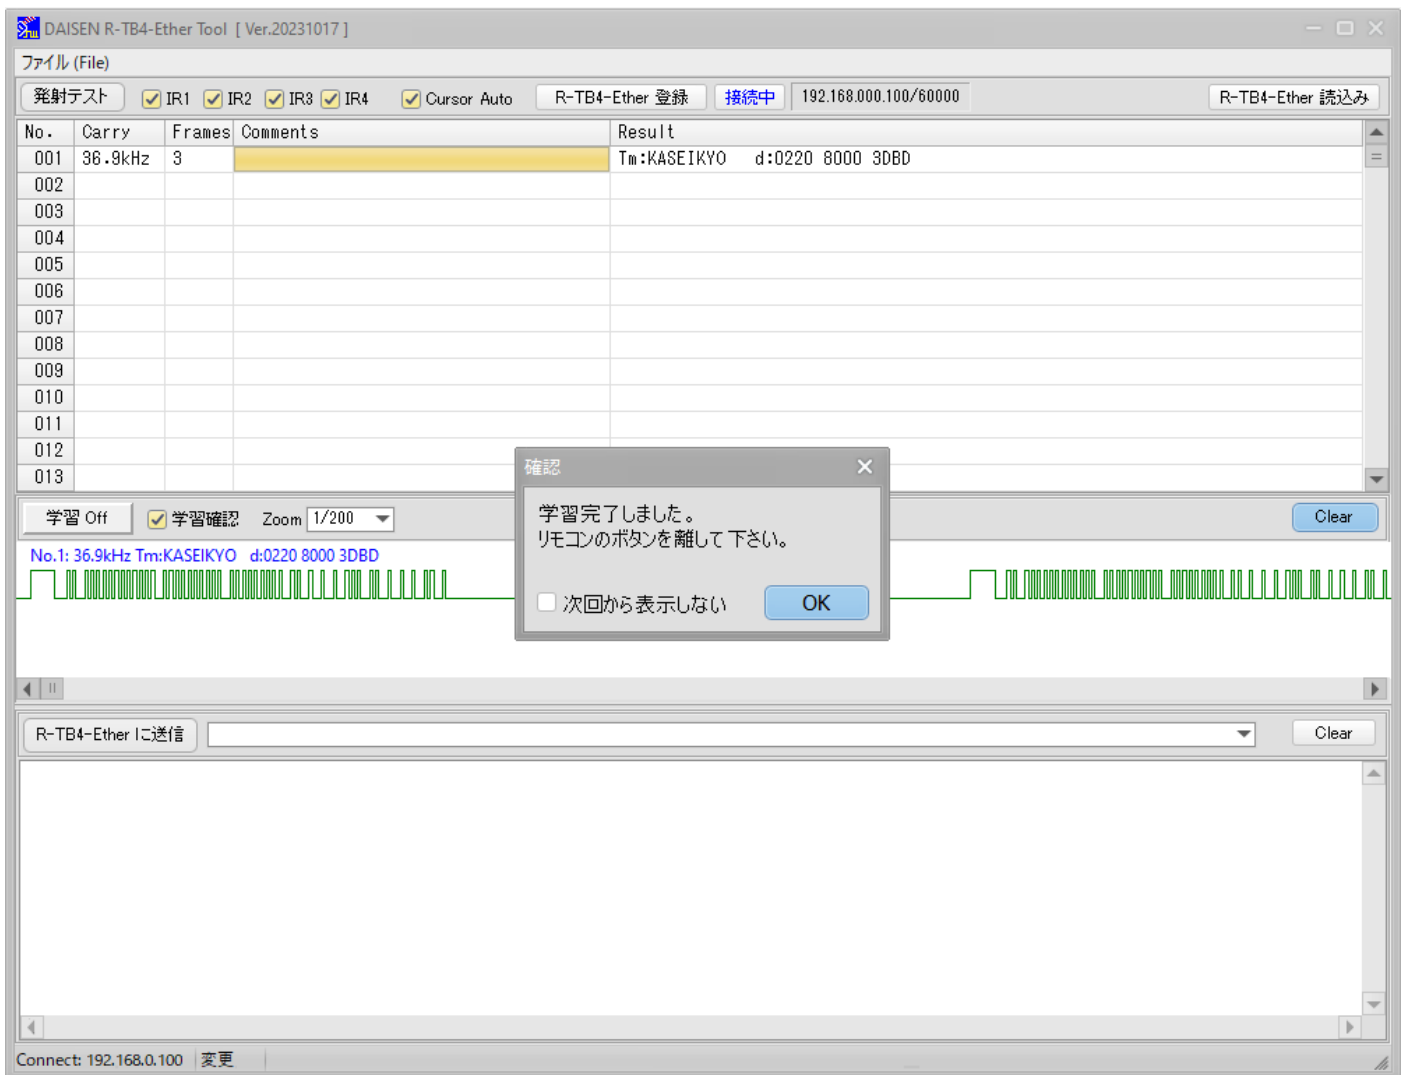 DAISEN R-TB4-Ether Tool [ Ver.20231017 ]
ファイル (File)
発射テスト IR1 IR2 IR3 IR4 Cursor Auto R-TB4-Ether 登録 接続中 192.168.000.100/60000 R-TB4-Ether 読込み
No. Carry Frames Comments Result
001 36.9kHz 3 Tm:KASEIKYO d:0220 8000 3DBD
002
003
004
005
006
007
008
009
010
011
012
013
確認
学習完了しました。
リモコンのボタンを離して下さい。
次回から表示しない OK
学習 Off 学習確認 Zoom 1/200 Clear
No.1: 36.9kHz Tm:KASEIKYO d:0220 8000 3DBD
R-TB4-Ether に送信 Clear
Connect: 192.168.0.100 変更